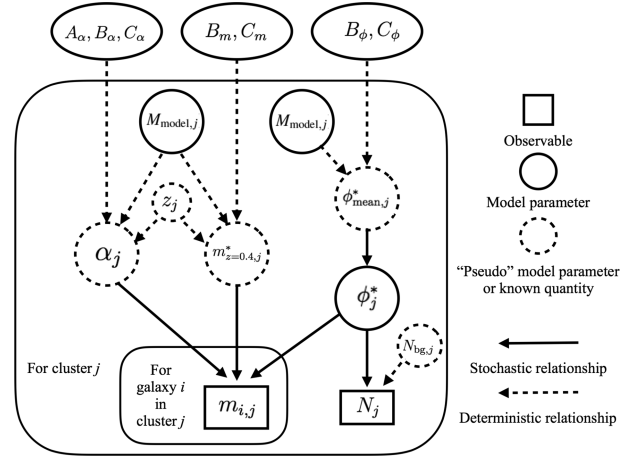 A_α, B_α, C_α
B_m, C_m
B_ϕ, C_ϕ
M_model,j
M_model,j
z_j
ϕ*_mean,j
α_j
m*_z=0.4,j
ϕ*_j
N_bg,j
For cluster j
For
galaxy i
in
cluster j
m_i,j
N_j
Observable
Model parameter
“Pseudo” model parameter
or known quantity
Stochastic relationship
Deterministic relationship